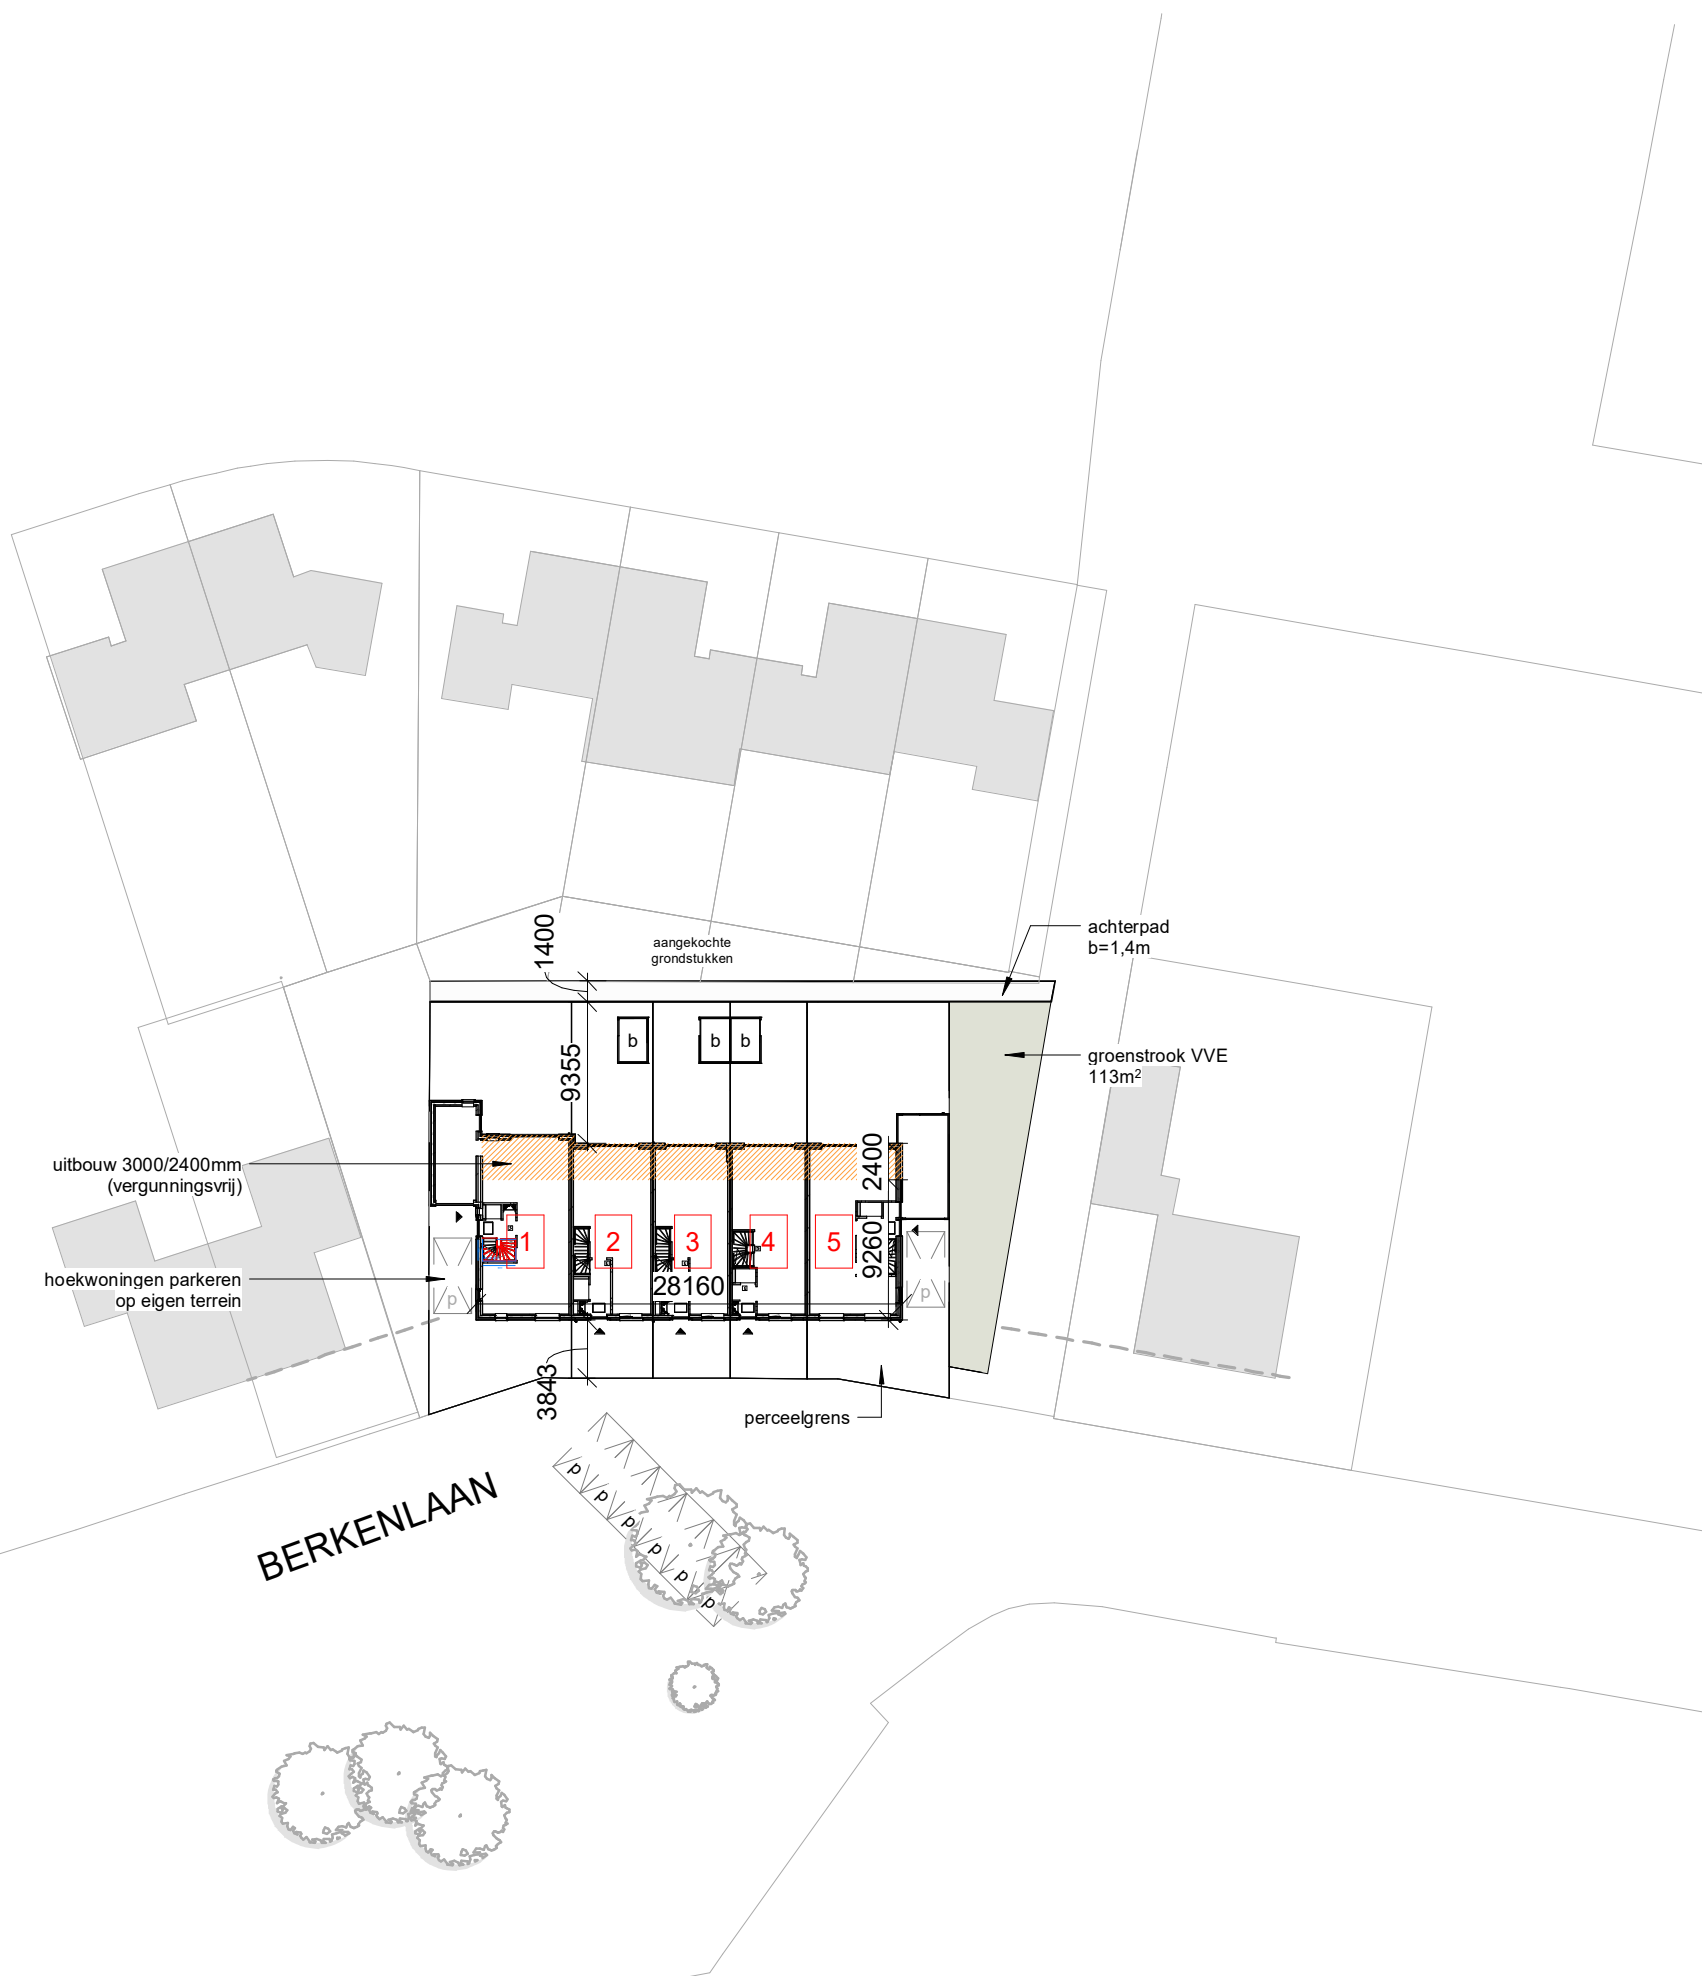 1400
aangekochte
grondstukken
achterpad
b=1,4m
b
b
b
9355
groenstrook VVE
113m²
uitbouw 3000/2400mm
(vergunningsvrij)
2400
1
2
3
4
5
9260
hoekwoningen parkeren
op eigen terrein
28160
p
p
3843
perceelgrens
p
p
p
p
p
p
BERKENLAAN